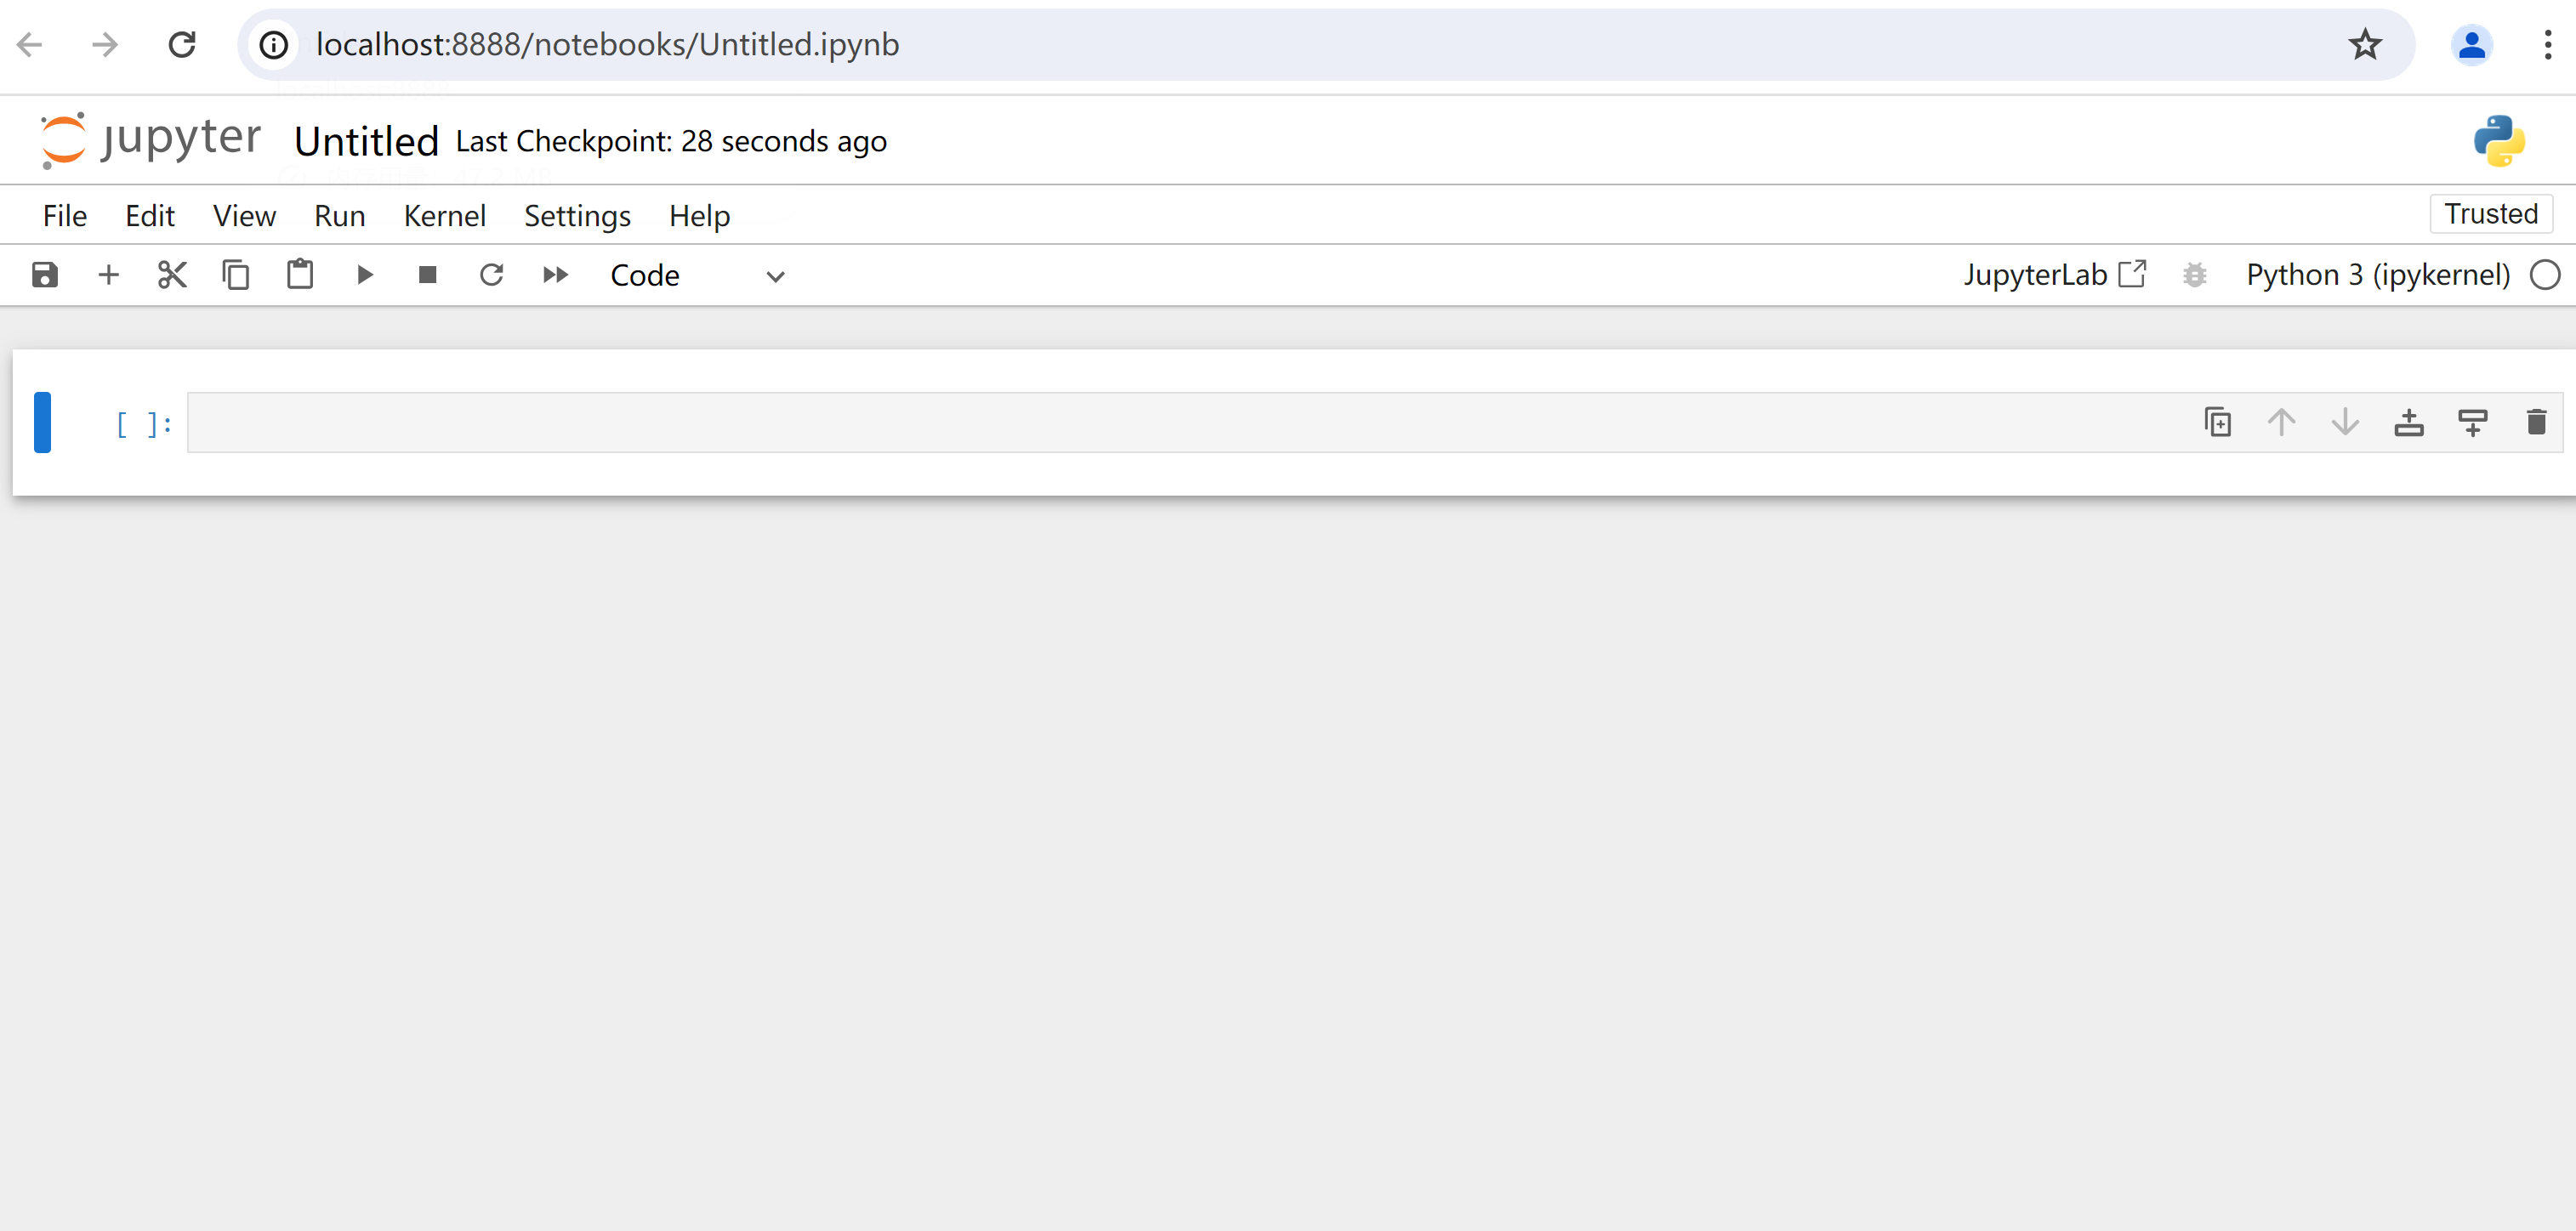 localhost:8888/notebooks/Untitled.ipynb
jupyter Untitled Last Checkpoint: 28 seconds ago
File Edit View Run Kernel Settings Help Trusted
Code JupyterLab Python 3 (ipykernel)
[ ]: